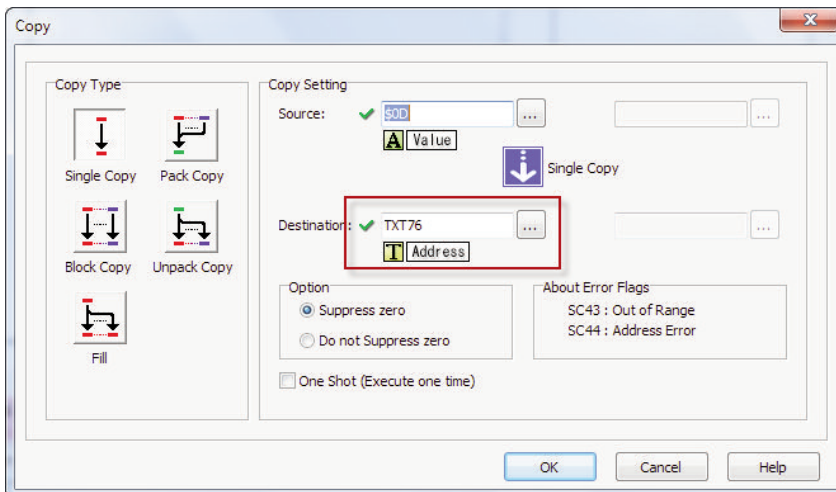 Copy
Copy Type
Single Copy
Pack Copy
Block Copy
Unpack Copy
Fill
Copy Setting
Source: $0D ...
A Value
...
Single Copy
Destination: TXT76 ...
T Address
...
Option
Suppress zero
Do not Suppress zero
About Error Flags
SC43 : Out of Range
SC44 : Address Error
One Shot (Execute one time)
OK
Cancel
Help